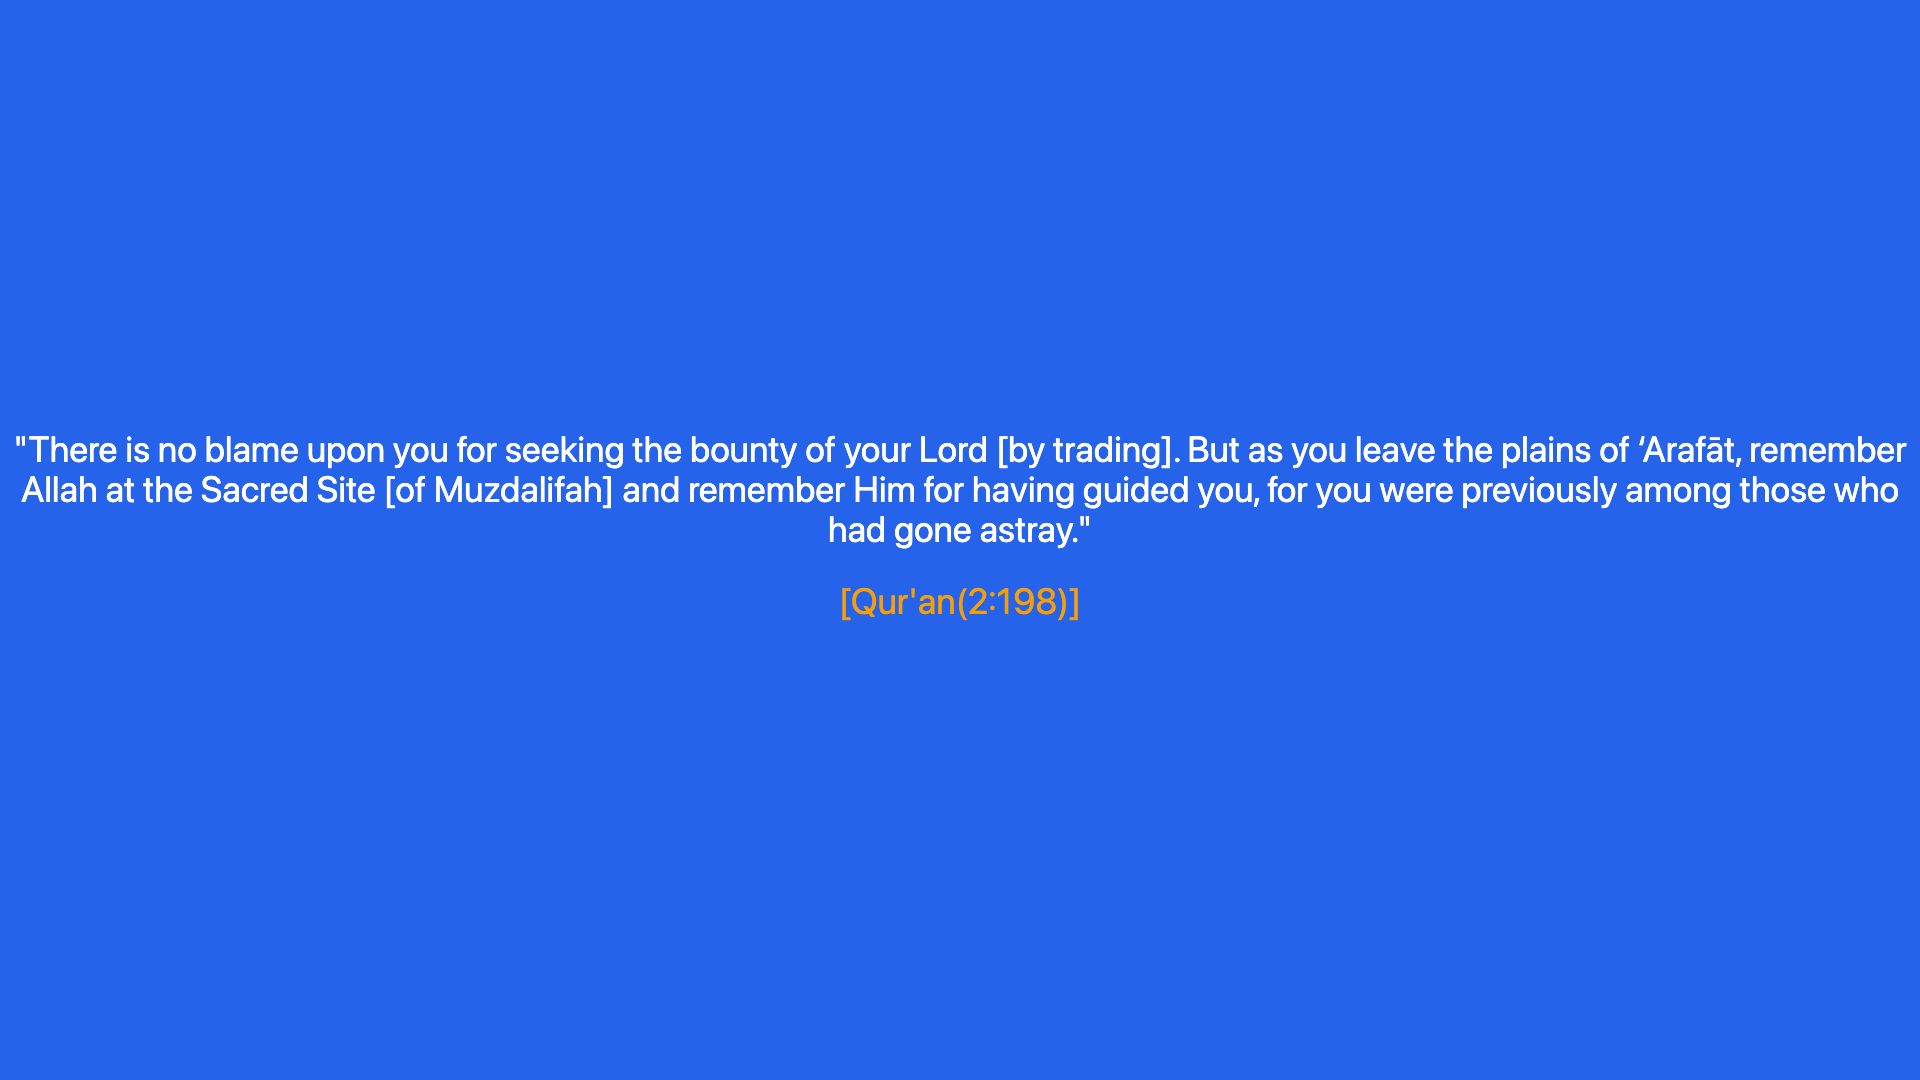 "There is no blame upon you for seeking the bounty of your Lord [by trading]. But as you leave the plains of ‘Arafāt, remember
Allah at the Sacred Site [of Muzdalifah] and remember Him for having guided you, for you were previously among those who
had gone astray."
[Qur'an(2:198)]